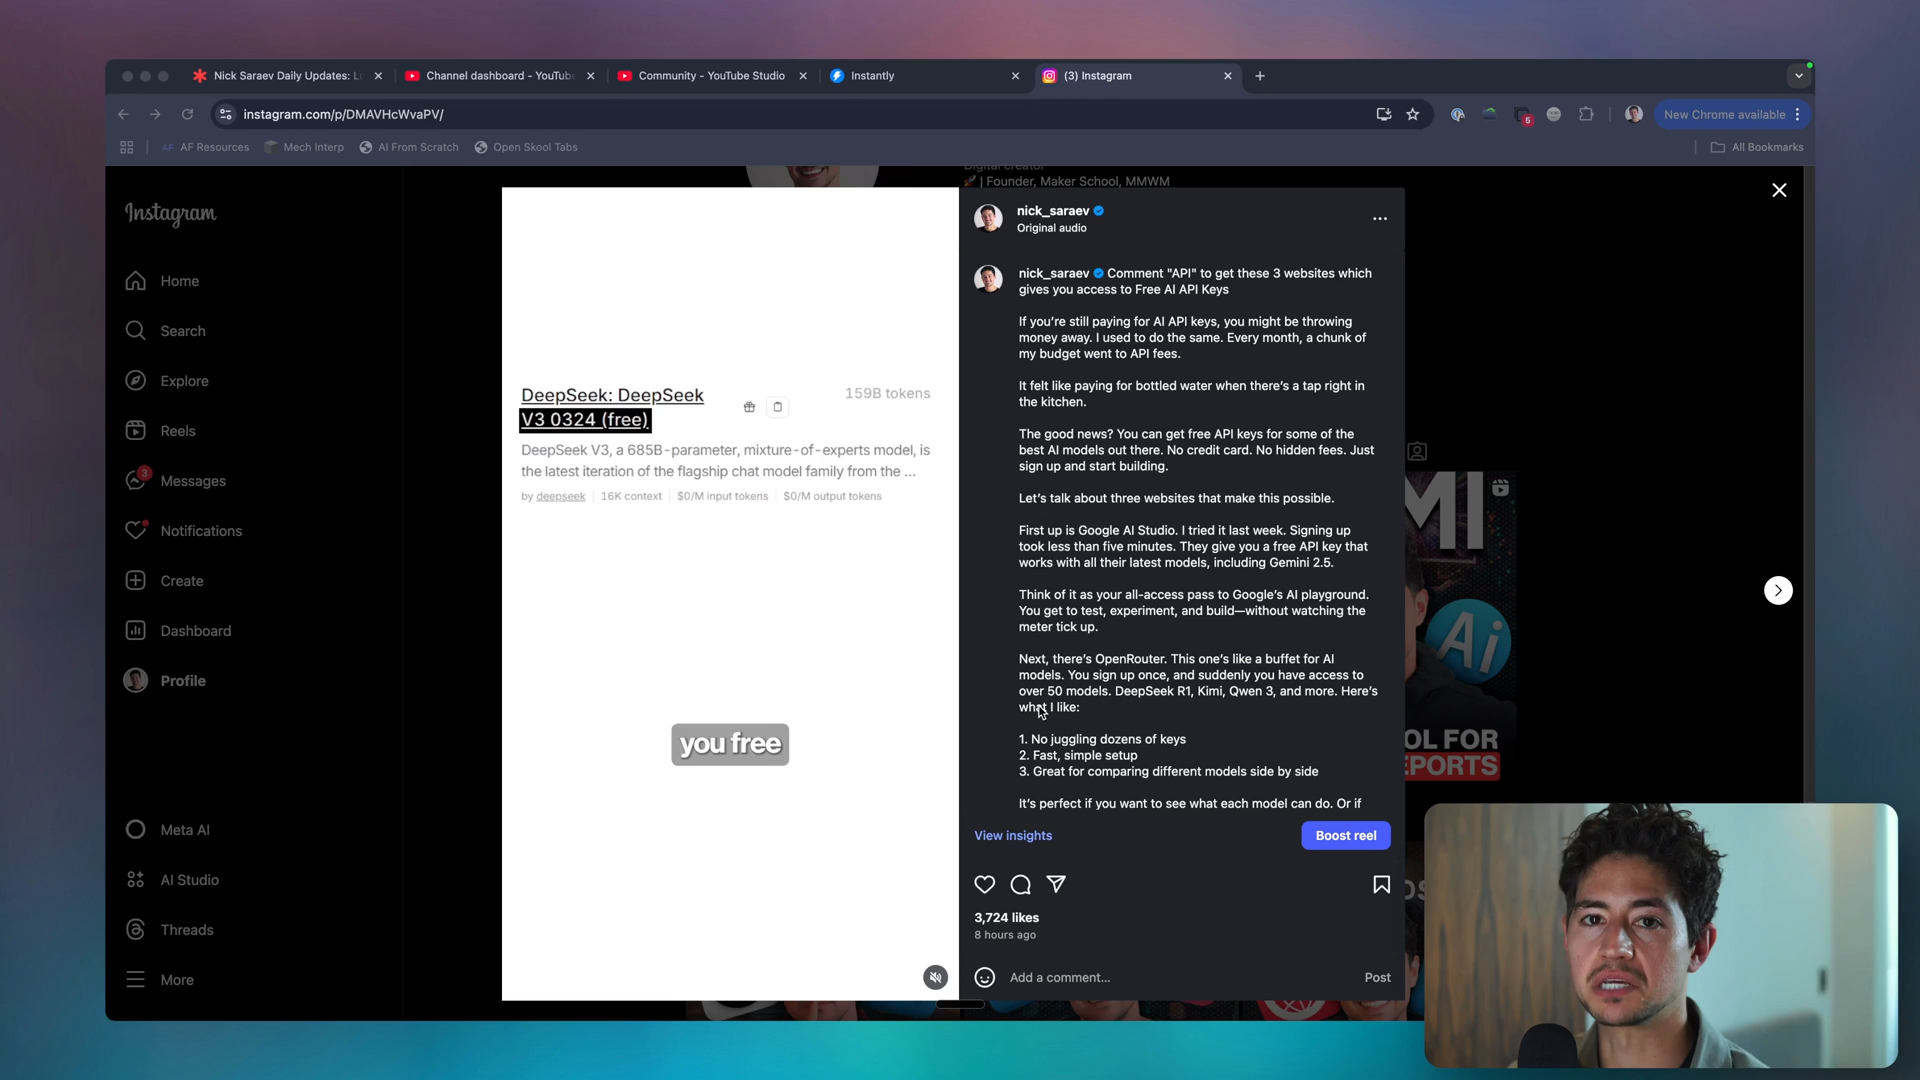 Nick Saraev Daily Updates: L
Channel dashboard - YouTube
Community - YouTube Studio
Instantly
(3) Instagram
instagram.com/p/DMAVHcWvaPV/
5
New Chrome available
AF Resources
Mech Interp
AI From Scratch
Open Skool Tabs
All Bookmarks
Instagram
Home
Search
Explore
Reels
3
Messages
Notifications
Create
Dashboard
Profile
Meta AI
AI Studio
Threads
More
Digital creator
| Founder, Maker School, MMWM
DeepSeek: DeepSeek
V3 0324 (free)
159B tokens
DeepSeek V3, a 685B-parameter, mixture-of-experts model, is
the latest iteration of the flagship chat model family from the ...
by deepseek
16K context
$0/M input tokens
$0/M output tokens
you free
nick_saraev
Original audio
nick_saraev Comment "API" to get these 3 websites which
gives you access to Free AI API Keys
If you're still paying for AI API keys, you might be throwing
money away. I used to do the same. Every month, a chunk of
my budget went to API fees.
It felt like paying for bottled water when there's a tap right in
the kitchen.
The good news? You can get free API keys for some of the
best AI models out there. No credit card. No hidden fees. Just
sign up and start building.
Let's talk about three websites that make this possible.
First up is Google AI Studio. I tried it last week. Signing up
took less than five minutes. They give you a free API key that
works with all their latest models, including Gemini 2.5.
Think of it as your all-access pass to Google's AI playground.
You get to test, experiment, and build—without watching the
meter tick up.
Next, there's OpenRouter. This one's like a buffet for AI
models. You sign up once, and suddenly you have access to
over 50 models. DeepSeek R1, Kimi, Qwen 3, and more. Here's
what I like:
1. No juggling dozens of keys
2. Fast, simple setup
3. Great for comparing different models side by side
It's perfect if you want to see what each model can do. Or if
View insights
Boost reel
3,724 likes
8 hours ago
Add a comment...
Post
MI
Ai
OL FOR
EPORTS